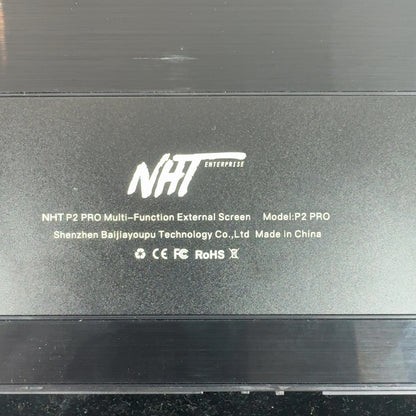 NHT
ENTERPRISE
NHT P2 PRO Multi-Function External Screen Model:P2 PRO
Shenzhen Baijiayoupu Technology Co.,Ltd Made in China
CE FC RoHS